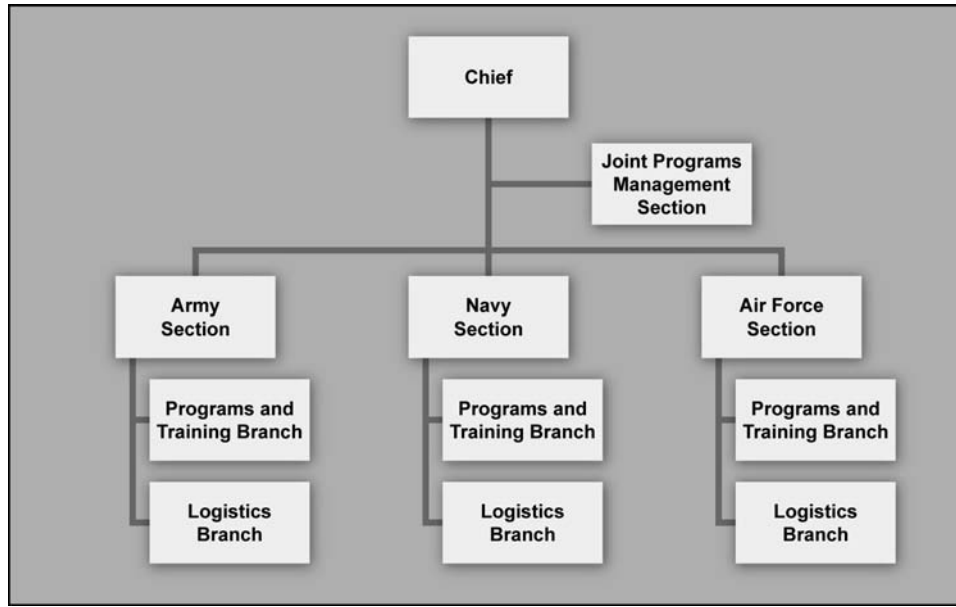 Chief
Joint Programs
Management
Section
Army
Section
Navy
Section
Air Force
Section
Programs and
Training Branch
Programs and
Training Branch
Programs and
Training Branch
Logistics
Branch
Logistics
Branch
Logistics
Branch